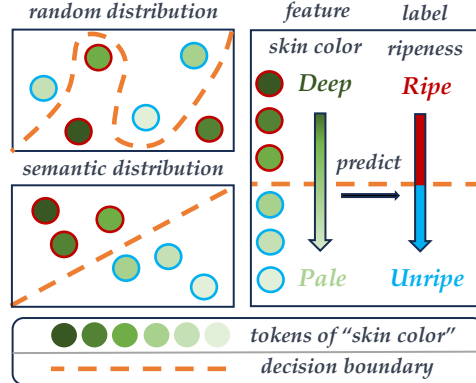 random distribution
feature
label
skin color
ripeness
Deep
Ripe
predict
semantic distribution
Pale
Unripe
tokens of "skin color"
decision boundary